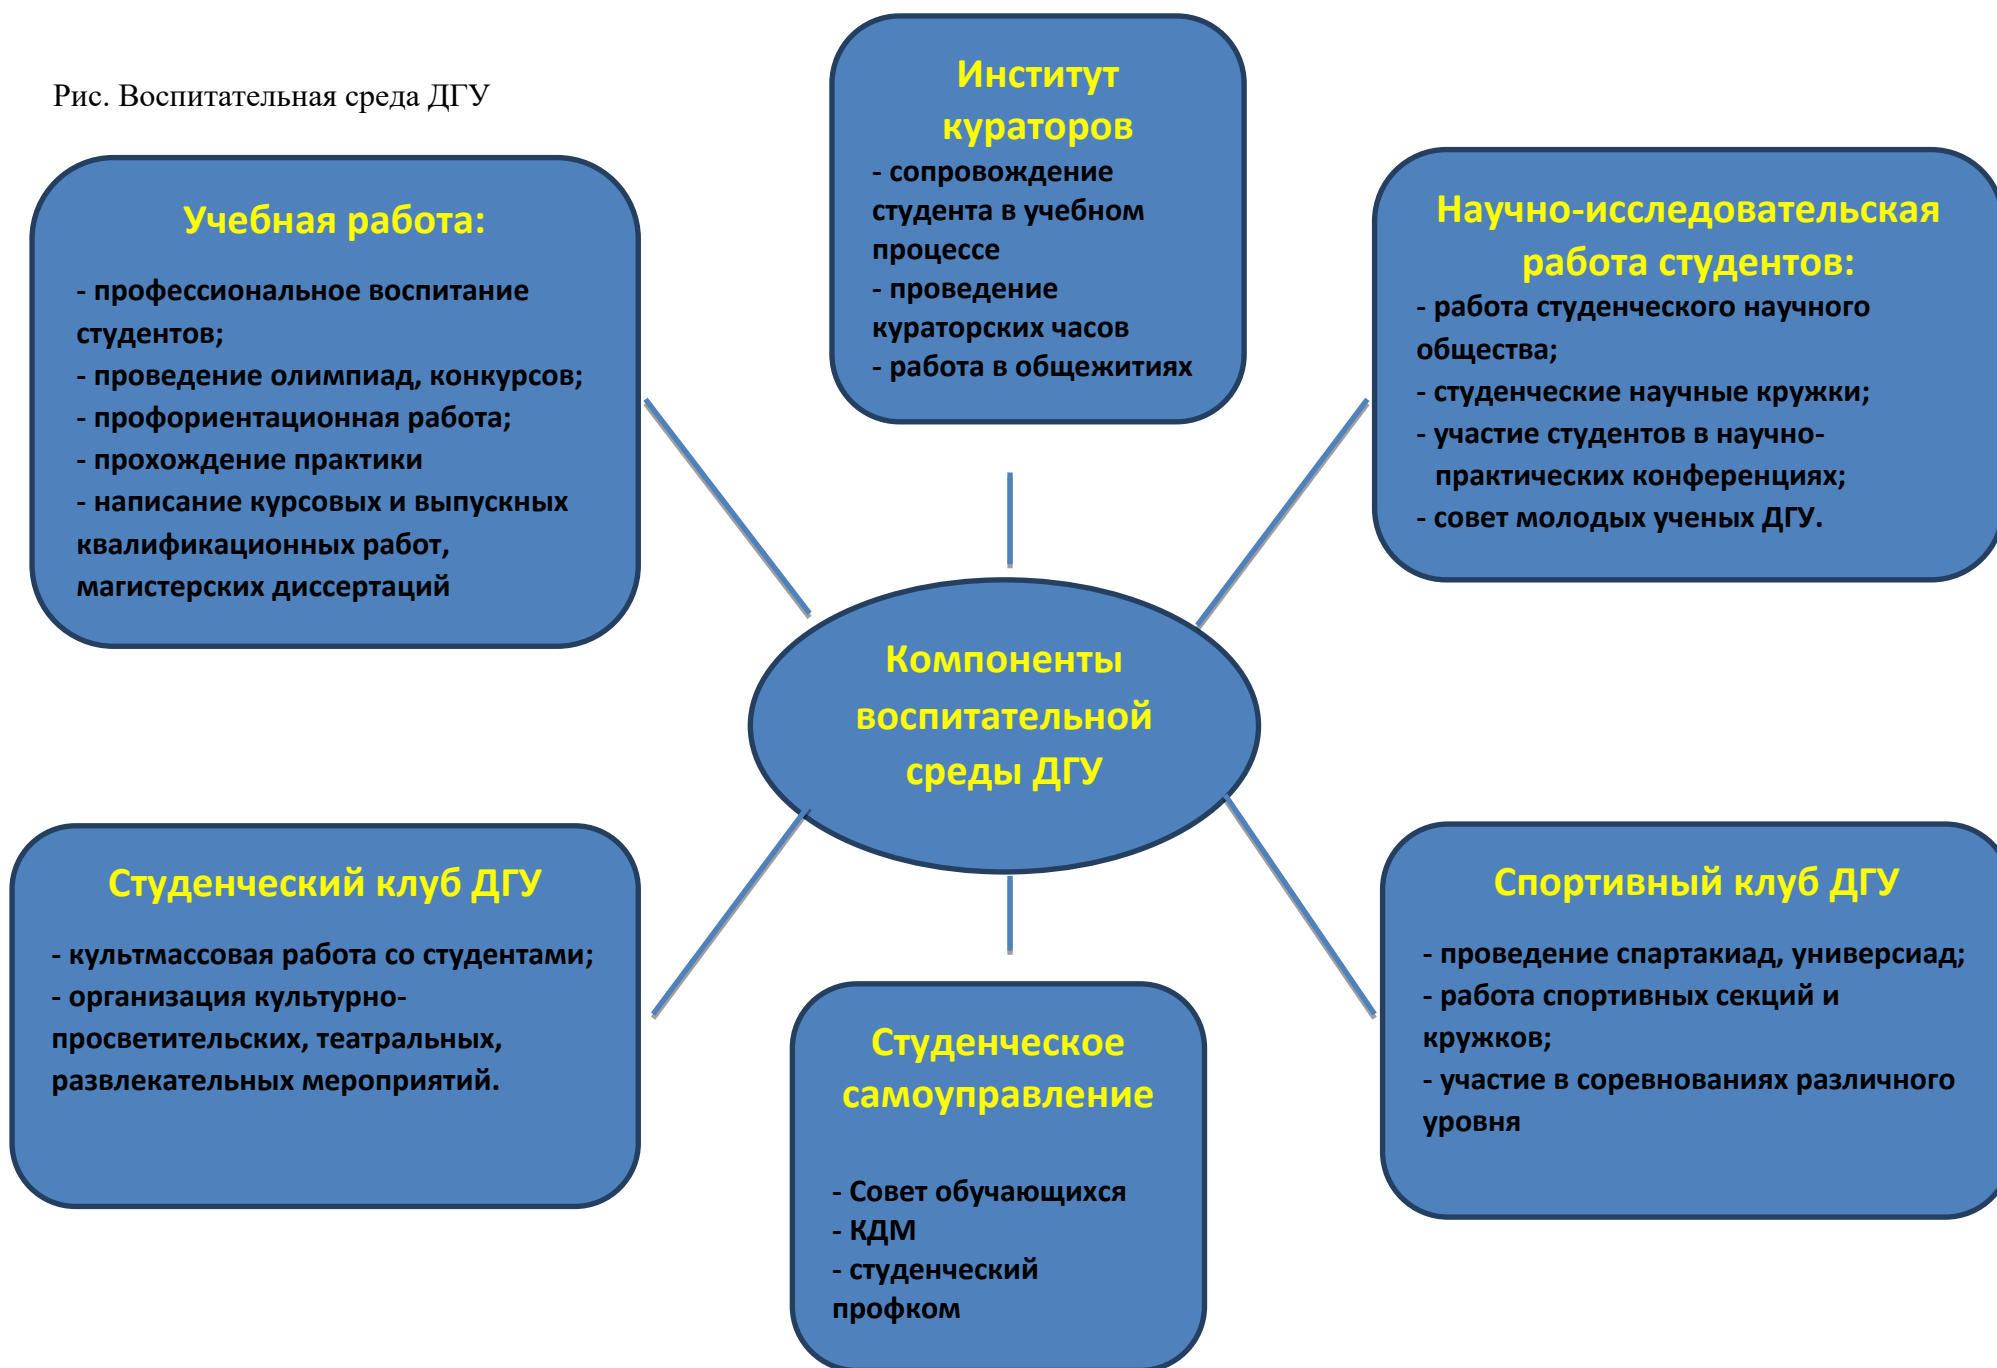 Рис. Воспитательная среда ДГУ
Институт
кураторов
- сопровождение
студента в учебном
процессе
- проведение
кураторских часов
- работа в общежитиях
Учебная работа:
- профессиональное воспитание
студентов;
- проведение олимпиад, конкурсов;
- профориентационная работа;
- прохождение практики
- написание курсовых и выпускных
квалификационных работ,
магистерских диссертаций
Научно-исследовательская
работа студентов:
- работа студенческого научного
общества;
- студенческие научные кружки;
- участие студентов в научно-
практических конференциях;
- совет молодых ученых ДГУ.
Компоненты
воспитательной
среды ДГУ
Студенческий клуб ДГУ
- культмассовая работа со студентами;
- организация культурно-
просветительских, театральных,
развлекательных мероприятий.
Студенческое
самоуправление
- Совет обучающихся
- КДМ
- студенческий
профком
Спортивный клуб ДГУ
- проведение спартакиад, универсиад;
- работа спортивных секций и
кружков;
- участие в соревнованиях различного
уровня